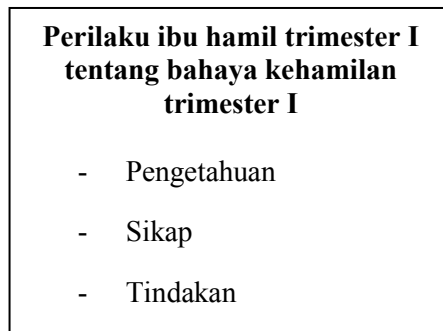 Perilaku ibu hamil trimester I
tentang bahaya kehamilan
trimester I
- Pengetahuan
- Sikap
- Tindakan